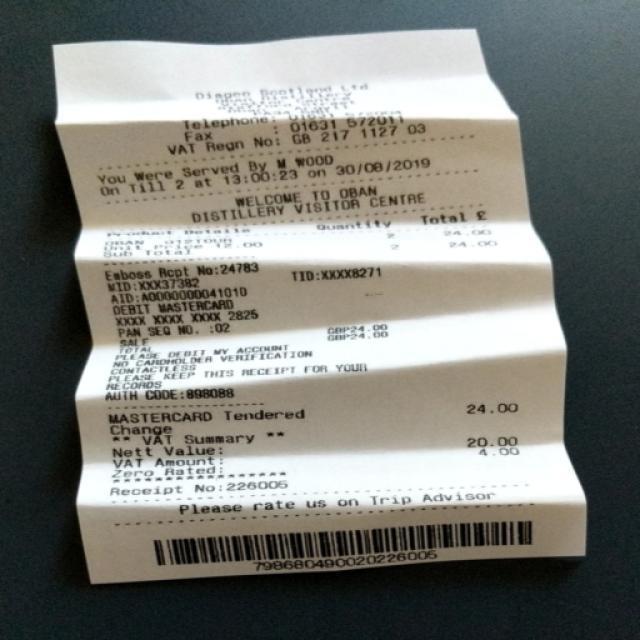 Diageo Scotland Ltd
Telephone:
Fax : 01631 572011
VAT Regn No: GB 217 1127 03
You Were Served By M WOOD
On Till 2 at 13:00:23 on 30/08/2019
WELCOME TO OBAN
DISTILLERY VISITOR CENTRE
Product Details Quantity Total £
OBAN 2 24.00
Unit price 12.00
Sub Total 2 24.00
Emboss Rcpt No:24783 TID:XXXX8271
MID:XXX37382
AID:A0000000041010
DEBIT MASTERCARD
XXXX XXXX XXXX 2825
PAN SEQ NO. :02
SALE GBP24.00
TOTAL GBP24.00
PLEASE DEBIT MY ACCOUNT
NO CARDHOLDER VERIFICATION
CONTACTLESS
PLEASE KEEP THIS RECEIPT FOR YOUR
RECORDS
AUTH CODE:898088
MASTERCARD Tendered 24.00
Change
** VAT Summary **
Nett Value: 20.00
VAT Amount: 4.00
Zero Rated:
******************
Receipt No:226005
Please rate us on Trip Advisor
798680490020226005